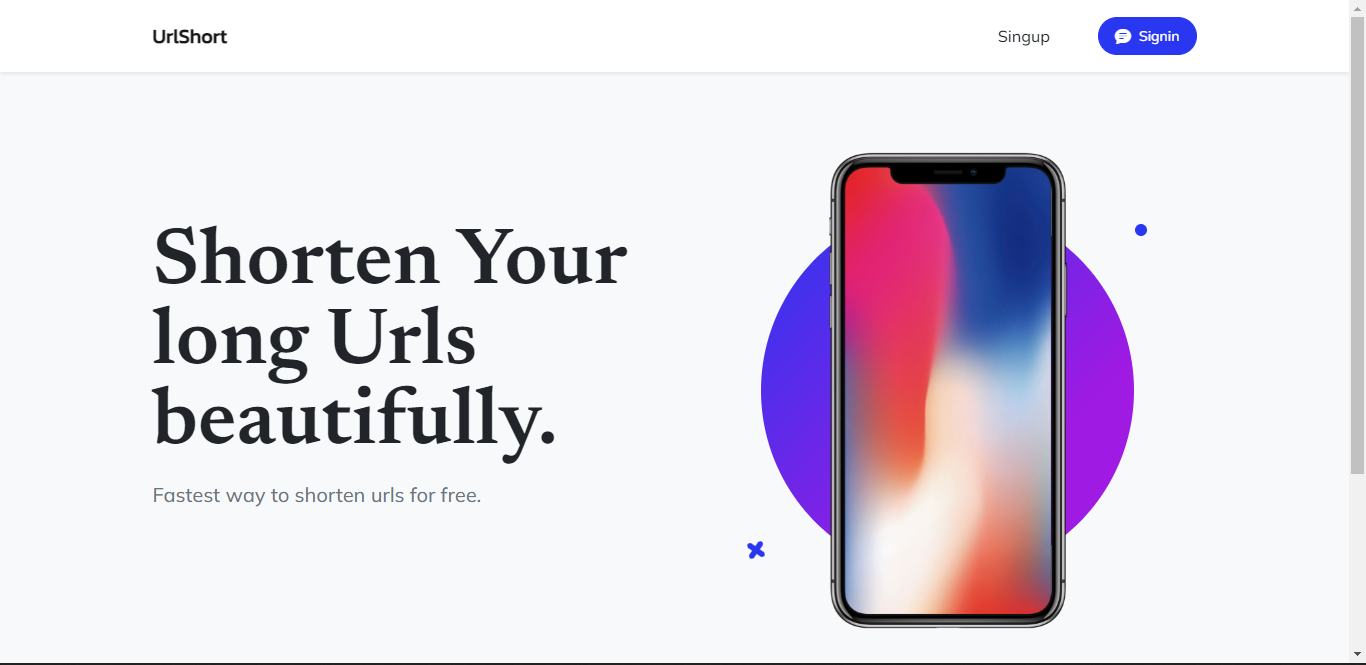 UrlShort
Singup
Signin
Shorten Your
long Urls
beautifully.
Fastest way to shorten urls for free.